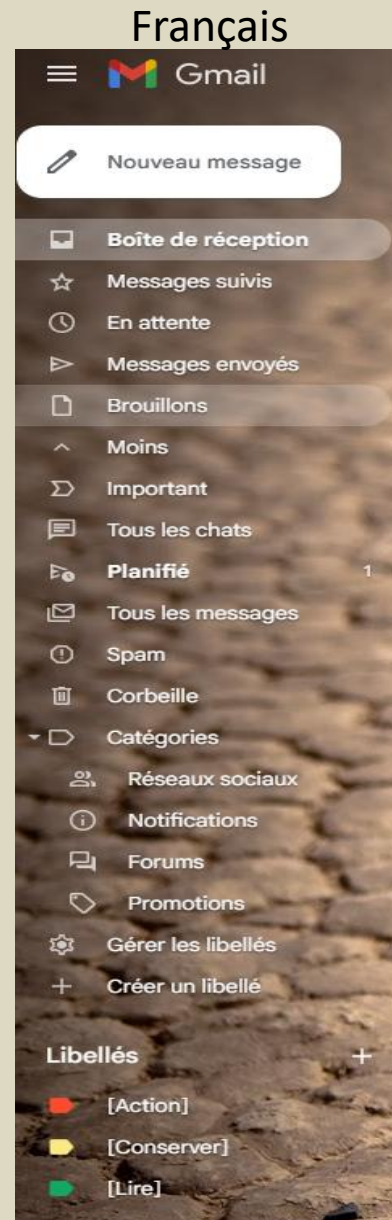 Français
Gmail
Nouveau message
Boîte de réception
Messages suivis
En attente
Messages envoyés
Brouillons
Moins
Important
Tous les chats
Planifié 1
Tous les messages
Spam
Corbeille
Catégories
Réseaux sociaux
Notifications
Forums
Promotions
Gérer les libellés
Créer un libellé
Libellés +
[Action]
[Conserver]
[Lire]